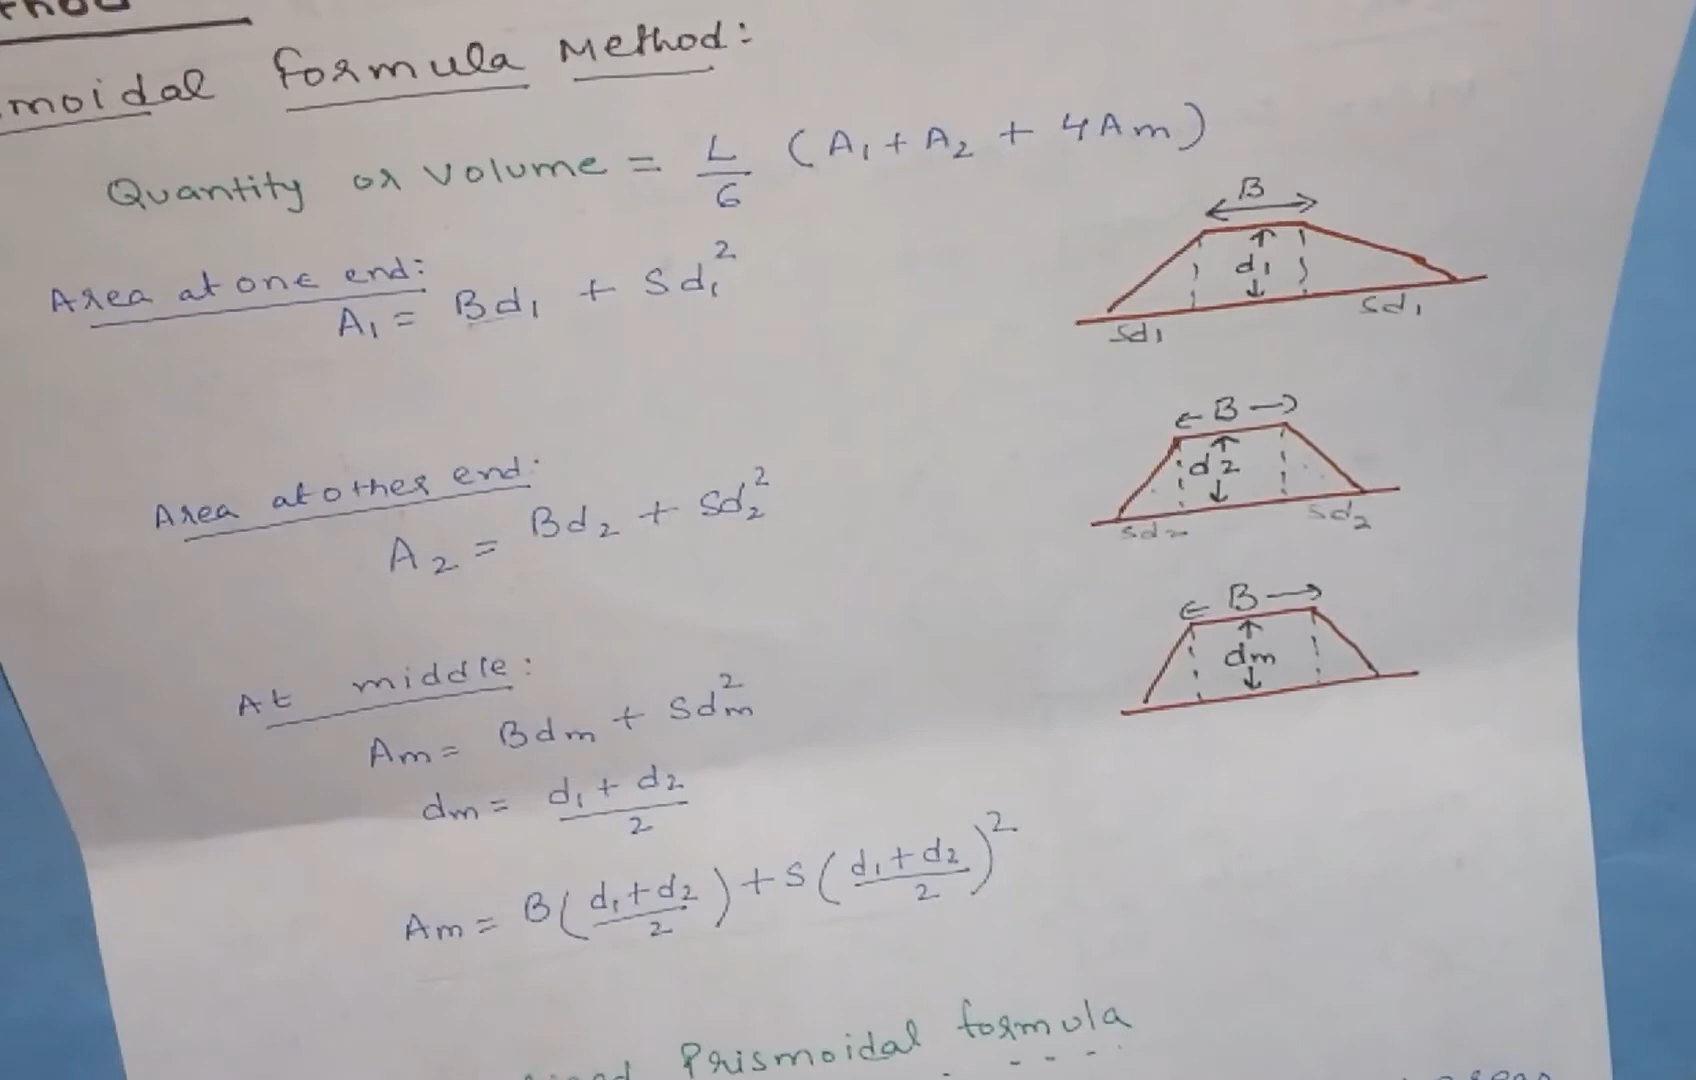 moidal Formula Method:
Quantity or Volume = L/6 (A₁ + A₂ + 4Am)
B
Area at one end:
A₁ = Bd₁ + Sd₁²
d₁
Sd₁ Sd₁
B
d₂
Area at other end:
A₂ = Bd₂ + Sd₂²
Sd₂ Sd₂
B
dm
At middle:
Am = Bdm + Sdm²
dm = (d₁ + d₂)/2
Am = B((d₁+d₂)/2) + S((d₁+d₂)/2)²
Prismoidal formula